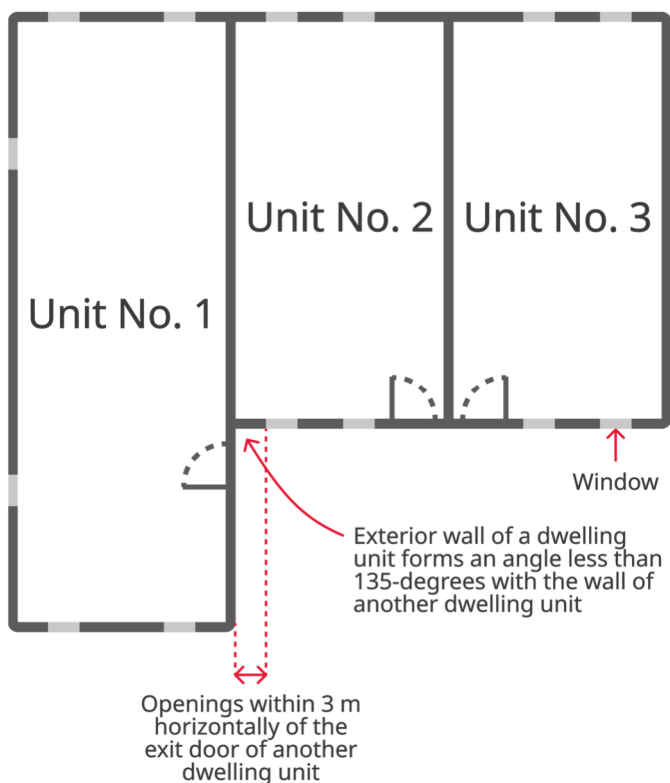 Unit No. 1
Unit No. 2
Unit No. 3
Window
Exterior wall of a dwelling
unit forms an angle less than
135-degrees with the wall of
another dwelling unit
Openings within 3 m
horizontally of the
exit door of another
dwelling unit